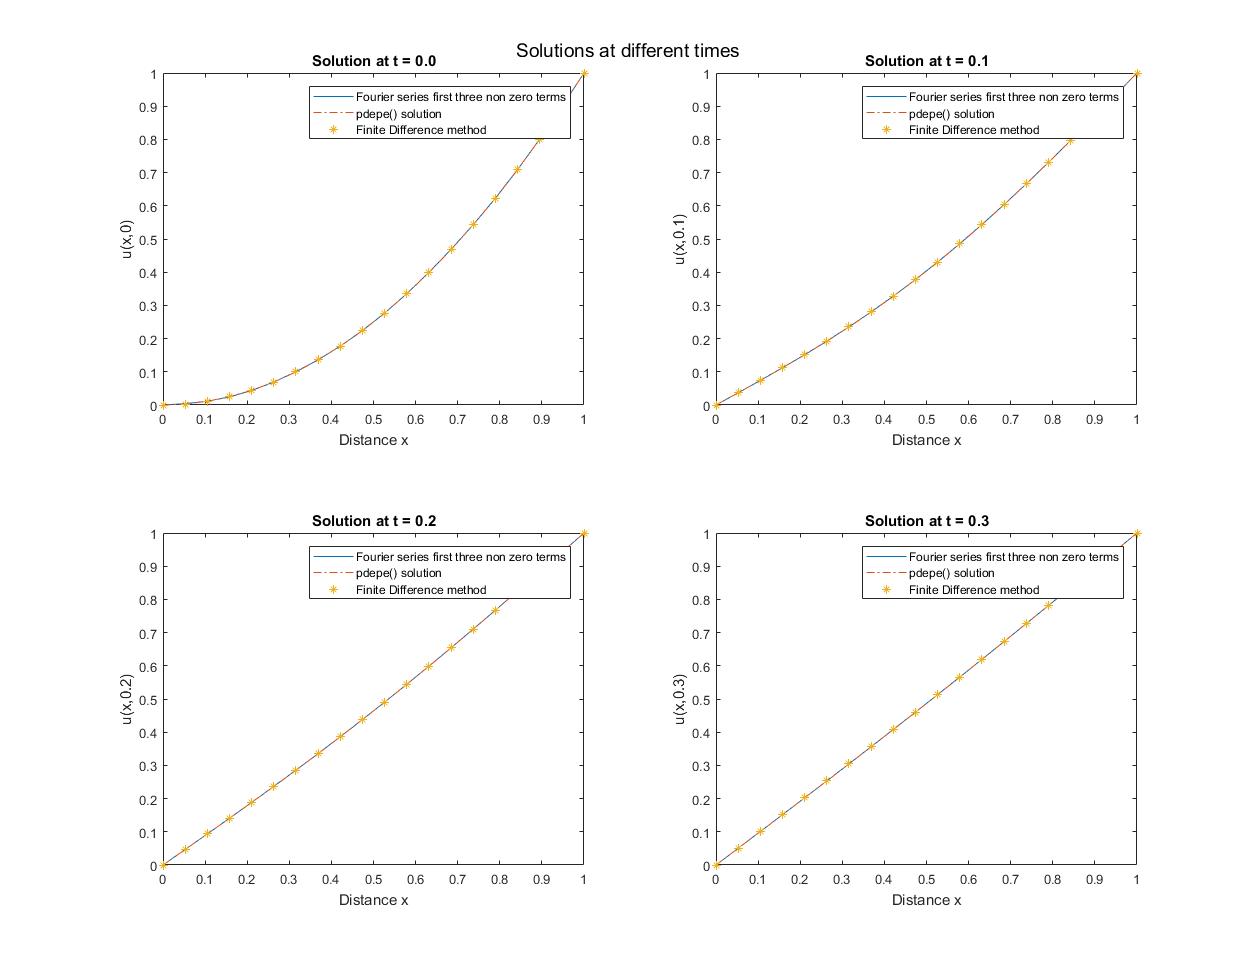 Solutions at different times
Solution at t = 0.0
1
0.9
0.8
0.7
0.6
0.5
0.4
0.3
0.2
0.1
0
u(x,0)
Fourier series first three non zero terms
pdepe() solution
Finite Difference method
0 0.1 0.2 0.3 0.4 0.5 0.6 0.7 0.8 0.9 1
Distance x
Solution at t = 0.1
1
0.9
0.8
0.7
0.6
0.5
0.4
0.3
0.2
0.1
0
u(x,0.1)
Fourier series first three non zero terms
pdepe() solution
Finite Difference method
0 0.1 0.2 0.3 0.4 0.5 0.6 0.7 0.8 0.9 1
Distance x
Solution at t = 0.2
1
0.9
0.8
0.7
0.6
0.5
0.4
0.3
0.2
0.1
0
u(x,0.2)
Fourier series first three non zero terms
pdepe() solution
Finite Difference method
0 0.1 0.2 0.3 0.4 0.5 0.6 0.7 0.8 0.9 1
Distance x
Solution at t = 0.3
1
0.9
0.8
0.7
0.6
0.5
0.4
0.3
0.2
0.1
0
u(x,0.3)
Fourier series first three non zero terms
pdepe() solution
Finite Difference method
0 0.1 0.2 0.3 0.4 0.5 0.6 0.7 0.8 0.9 1
Distance x